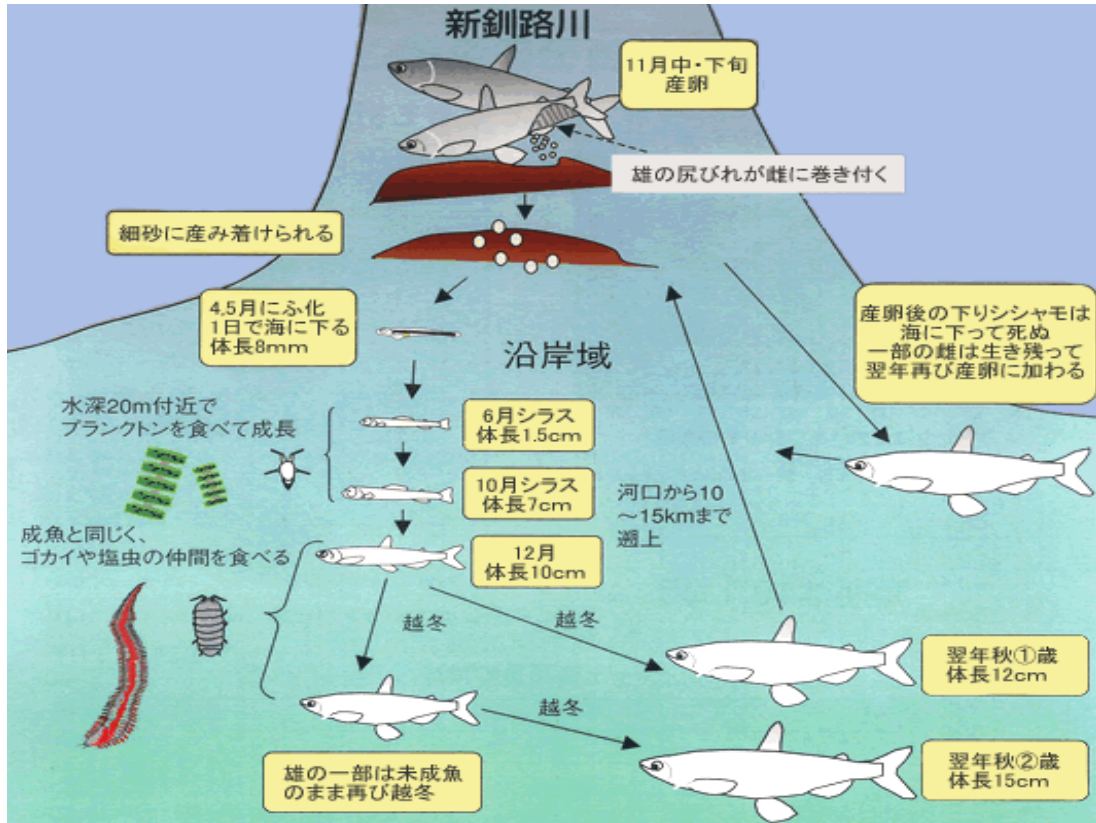 新釧路川
11月中・下旬
産卵
雄の尻びれが雌に巻き付く
細砂に産み着けられる
4,5月にふ化
1日で海に下る
体長8mm
沿岸域
産卵後の下りシシャモは
海に下って死ぬ
一部の雌は生き残って
翌年再び産卵に加わる
水深20m付近で
プランクトンを食べて成長
6月シラス
体長1.5cm
10月シラス
体長7cm
河口から10
～15kmまで
遡上
成魚と同じく、
ゴカイや塩虫の仲間を食べる
12月
体長10cm
越冬
越冬
翌年秋①歳
体長12cm
越冬
雄の一部は未成魚
のまま再び越冬
翌年秋②歳
体長15cm